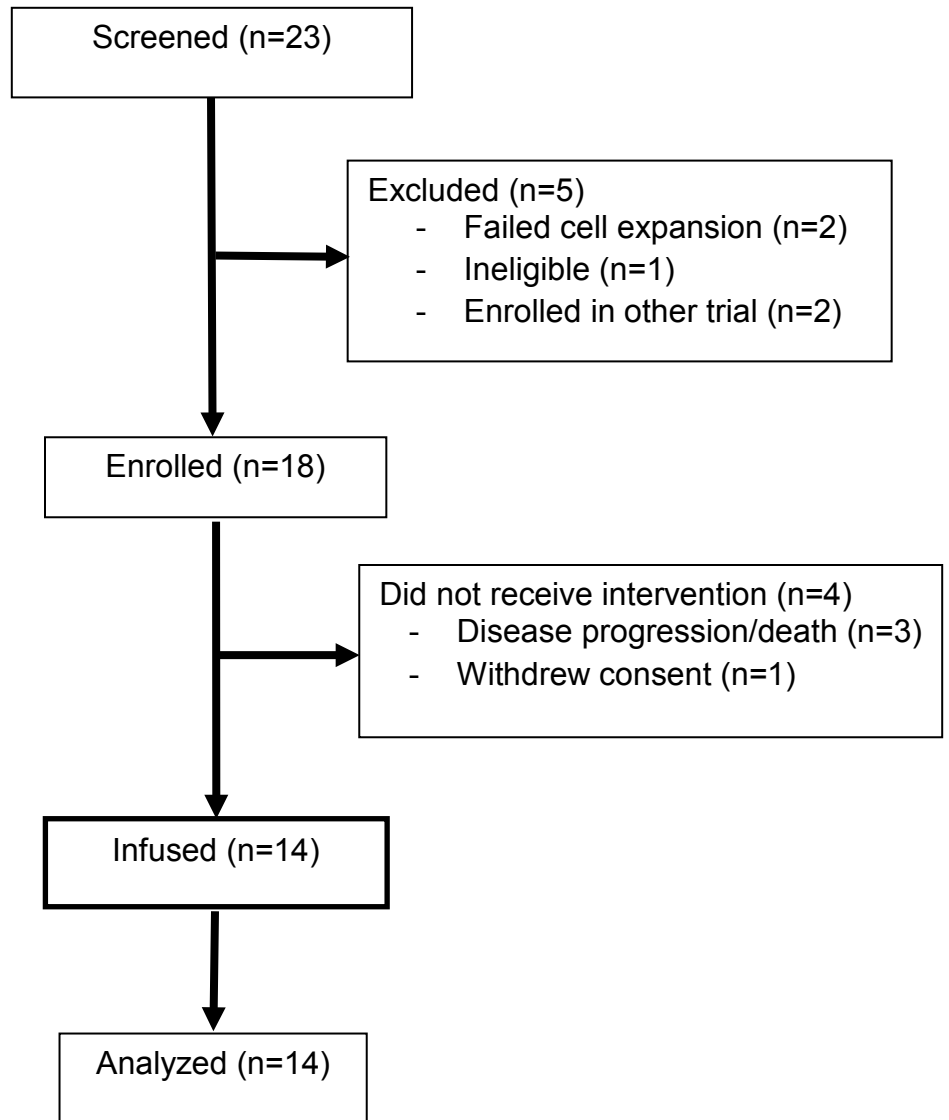 Screened (n=23)
Excluded (n=5)
- Failed cell expansion (n=2)
- Ineligible (n=1)
- Enrolled in other trial (n=2)
Enrolled (n=18)
Did not receive intervention (n=4)
- Disease progression/death (n=3)
- Withdrew consent (n=1)
Infused (n=14)
Analyzed (n=14)